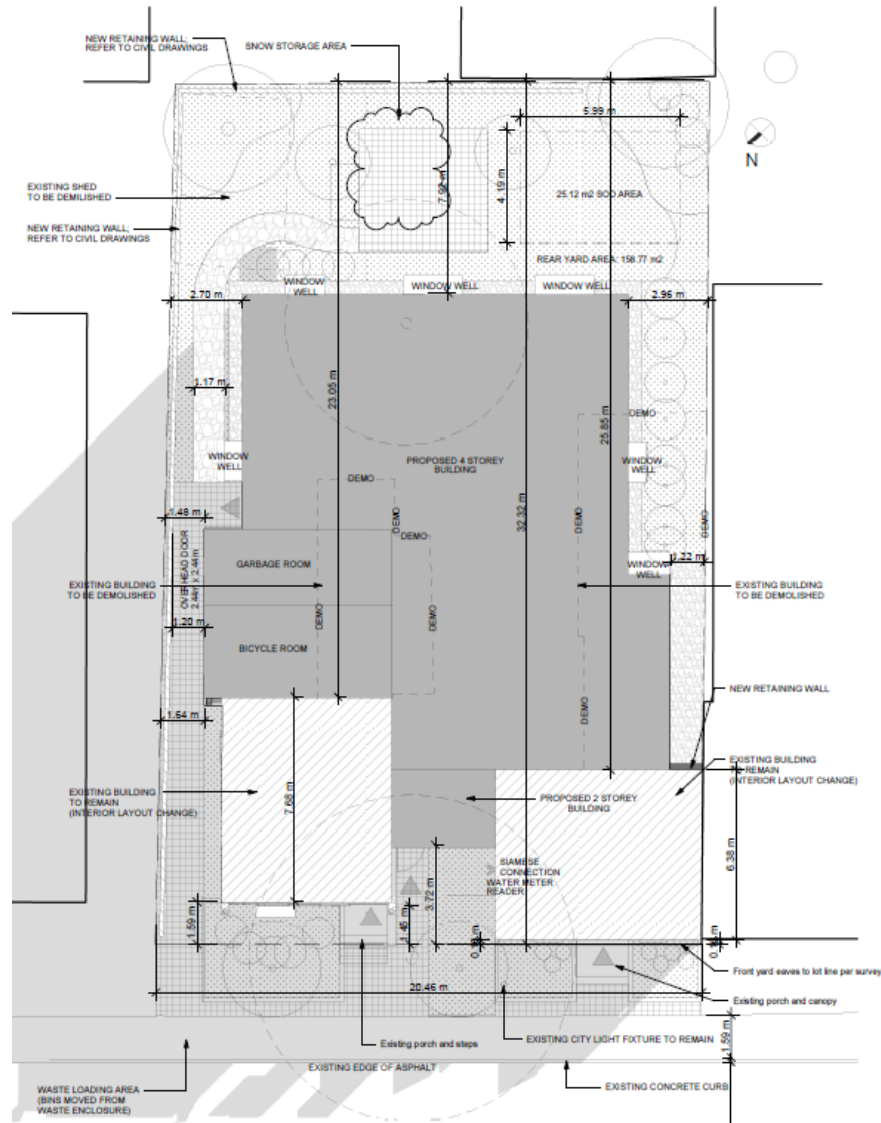 NEW RETAINING WALL;
REFER TO CIVIL DRAWINGS
SNOW STORAGE AREA
5.99 m
N
7.92 m
4.19 m
EXISTING SHED
TO BE DEMILISHED
25.12 m2 SOD AREA
NEW RETAINING WALL;
REFER TO CIVIL DRAWINGS
REAR YARD AREA: 158.77 m2
WINDOW
WELL
WINDOW WELL
WINDOW WELL
2.70 m
2.96 m
1.17 m
23.05 m
25.85 m
DEMO
WINDOW
WELL
PROPOSED 4 STOREY
BUILDING
WINDOW
WELL
DEMO
1.48 m
DEMO
DEMO
DEMO
32.32 m
DEMO
OVERHEAD DOOR
2.44m x 2.44m
GARBAGE ROOM
WINDOW
WELL
1.22 m
EXISTING BUILDING
TO BE DEMOLISHED
EXISTING BUILDING
TO BE DEMOLISHED
DEMO
1.20 m
BICYCLE ROOM
NEW RETAINING WALL
1.64 m
DEMO
EXISTING BUILDING
TO REMAIN
(INTERIOR LAYOUT CHANGE)
EXISTING BUILDING
TO REMAIN
(INTERIOR LAYOUT CHANGE)
7.68 m
PROPOSED 2 STOREY
BUILDING
6.38 m
SIAMESE
CONNECTION
WATER METER
READER
3.72 m
1.59 m
1.45 m
Front yard eaves to lot line per survey
20.46 m
Existing porch and canopy
EXISTING CITY LIGHT FIXTURE TO REMAIN
Existing porch and steps
1.59 m
EXISTING EDGE OF ASPHALT
EXISTING CONCRETE CURB
WASTE LOADING AREA
(BINS MOVED FROM
WASTE ENCLOSURE)